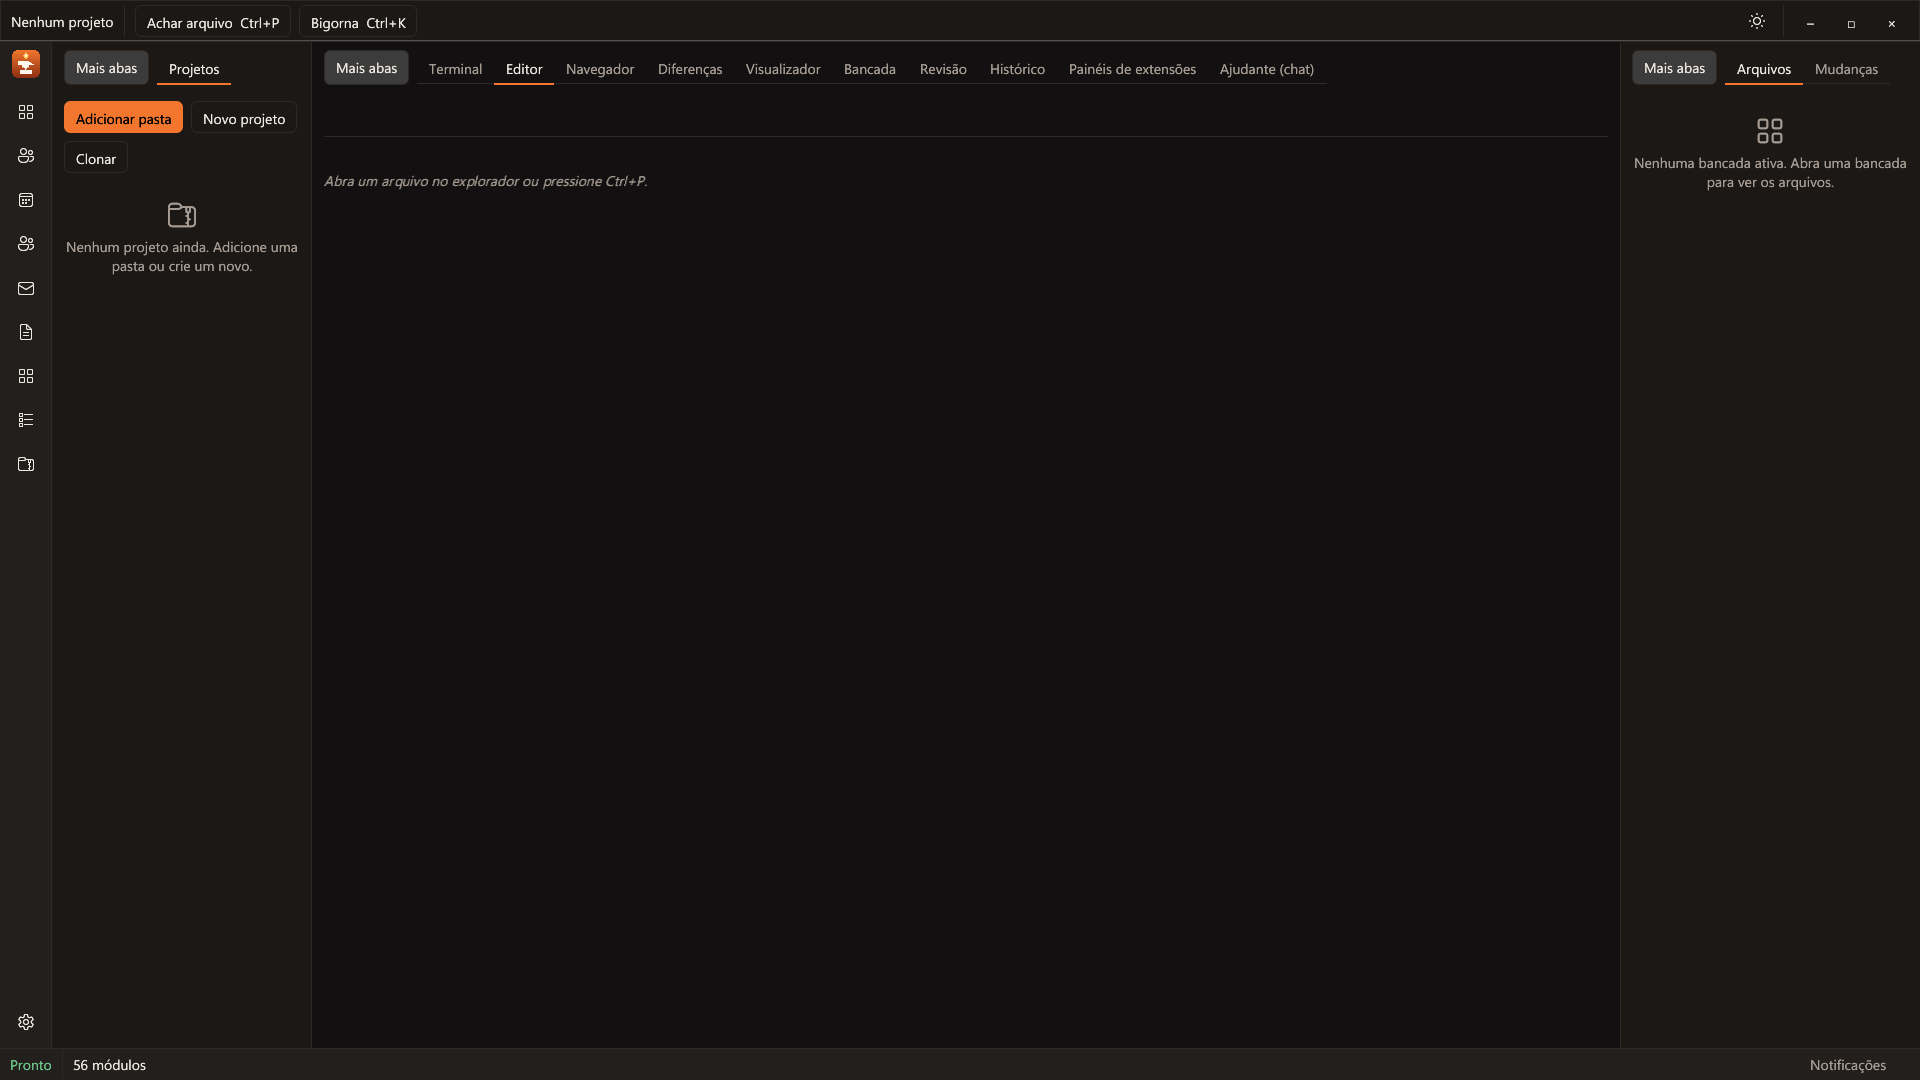 Nenhum projeto
Achar arquivo Ctrl+P
Bigorna Ctrl+K
Mais abas
Projetos
Adicionar pasta
Novo projeto
Clonar
Nenhum projeto ainda. Adicione uma
pasta ou crie um novo.
Mais abas
Terminal
Editor
Navegador
Diferenças
Visualizador
Bancada
Revisão
Histórico
Painéis de extensões
Ajudante (chat)
Abra um arquivo no explorador ou pressione Ctrl+P.
Mais abas
Arquivos
Mudanças
Nenhuma bancada ativa. Abra uma bancada
para ver os arquivos.
Pronto
56 módulos
Notificações